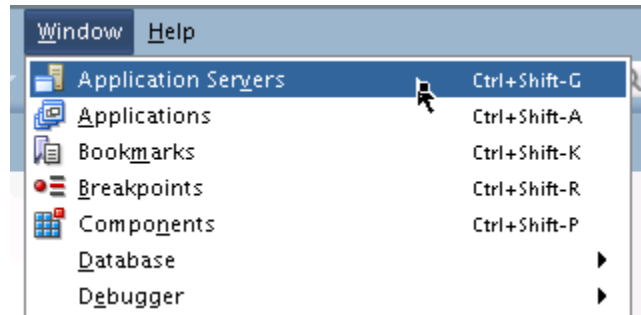 Window Help
Application Servers Ctrl+Shift-G
Applications Ctrl+Shift-A
Bookmarks Ctrl+Shift-K
Breakpoints Ctrl+Shift-R
Components Ctrl+Shift-P
Database
Debugger